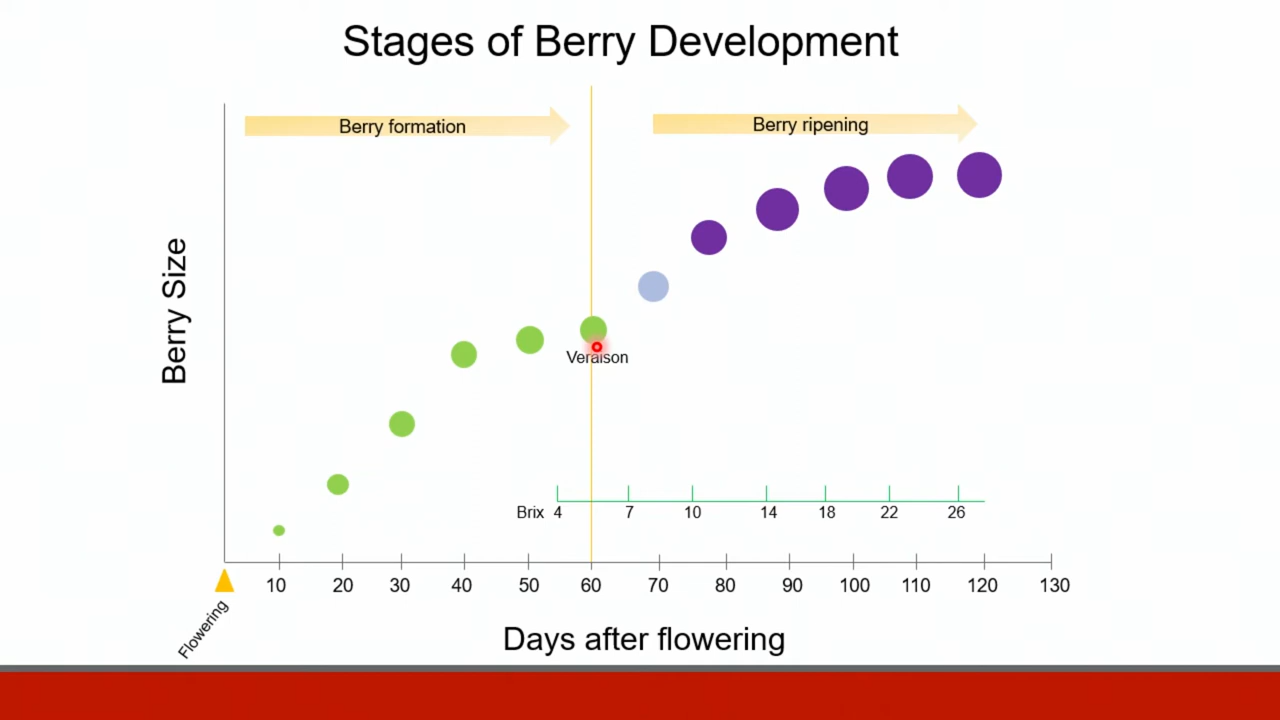 Stages of Berry Development
Berry formation
Berry ripening
Berry Size
Veraison
Brix 4 7 10 14 18 22 26
10 20 30 40 50 60 70 80 90 100 110 120 130
Flowering
Days after flowering